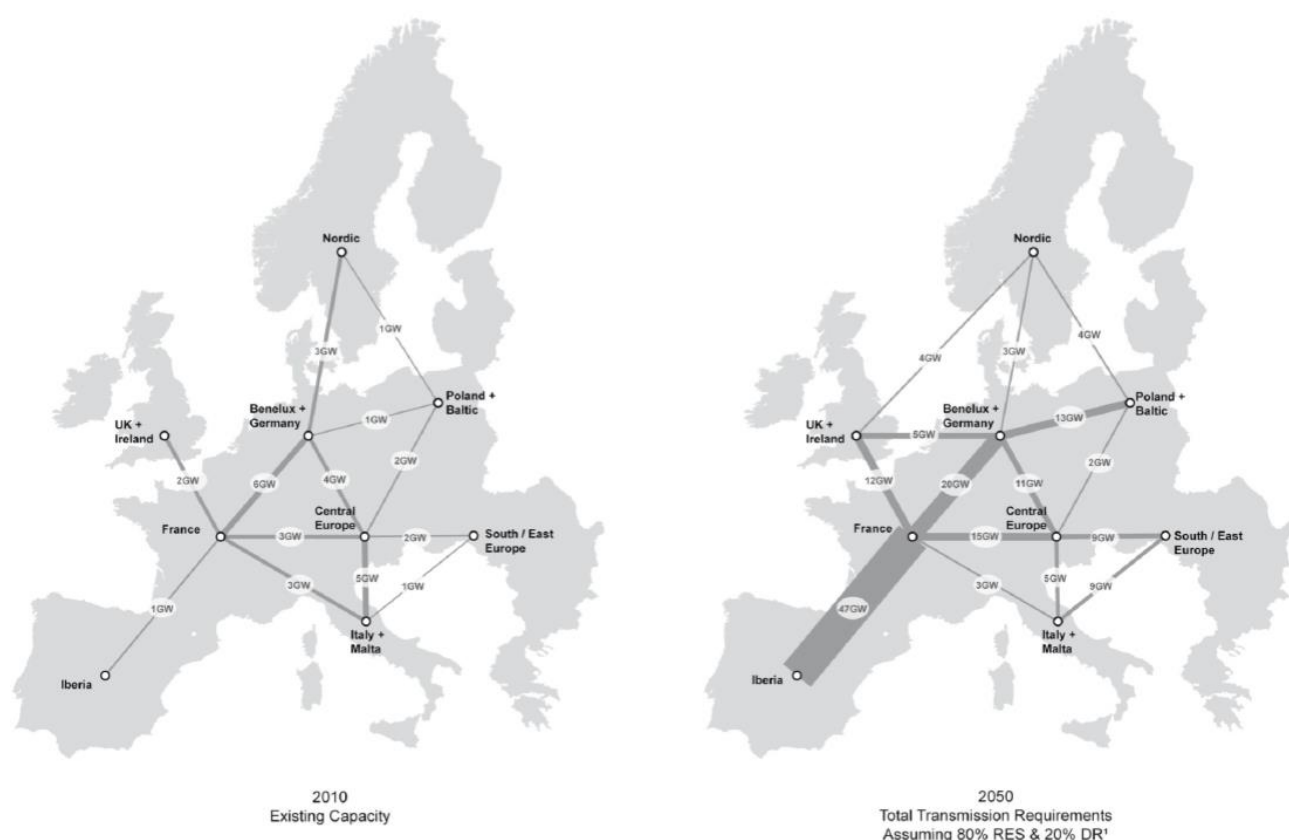 Nordic
1GW
3GW
Poland +
Baltic
Benelux +
Germany
1GW
UK +
Ireland
2GW
2GW
6GW
4GW
France
Central
Europe
3GW
2GW
South / East
Europe
5GW
1GW
3GW
1GW
Italy +
Malta
Iberia
2010
Existing Capacity
Nordic
4GW
4GW
3GW
Poland +
Baltic
Benelux +
Germany
13GW
UK +
Ireland
5GW
2GW
12GW
20GW
11GW
France
Central
Europe
15GW
9GW
South / East
Europe
5GW
9GW
3GW
47GW
Italy +
Malta
Iberia
2050
Total Transmission Requirements
Assuming 80% RES & 20% DR¹